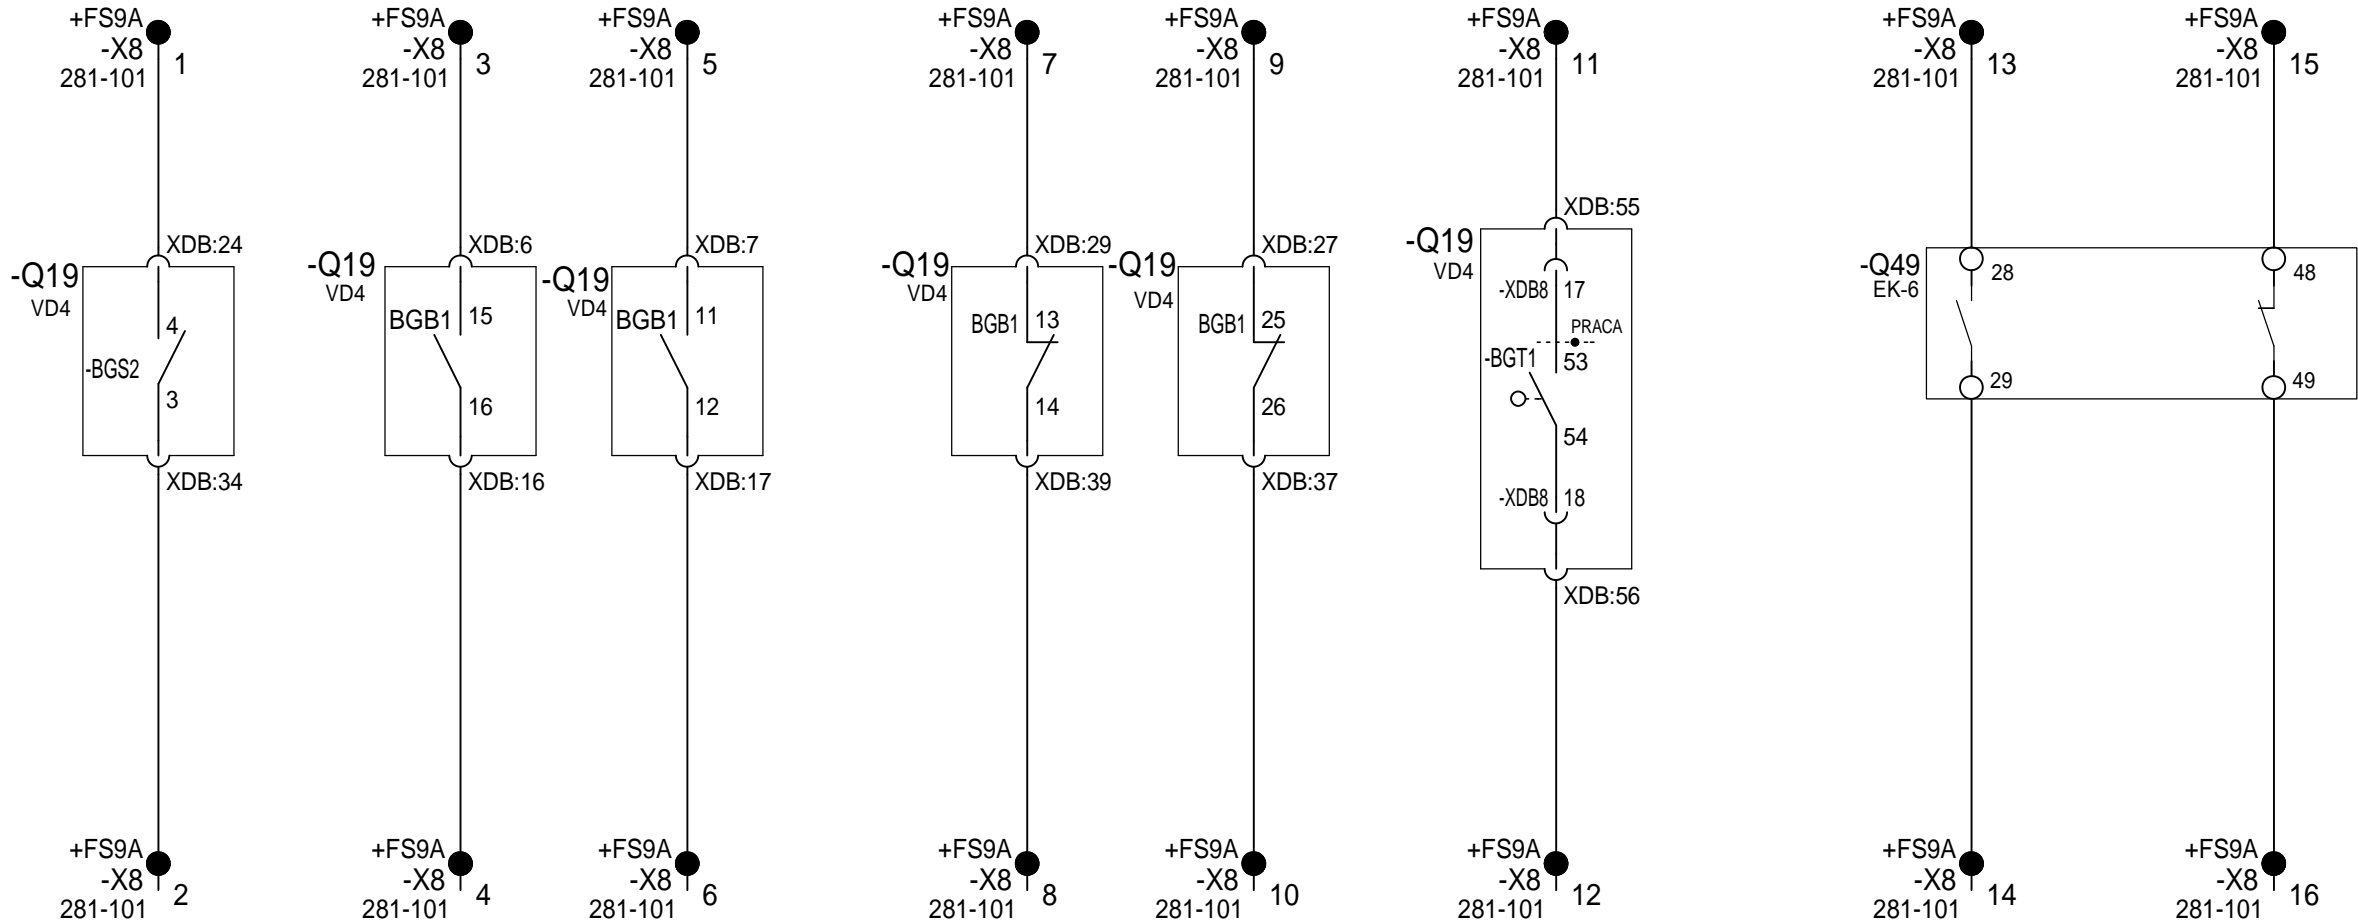 +FS9A
-X8
281-101
1
+FS9A
-X8
281-101
3
+FS9A
-X8
281-101
5
+FS9A
-X8
281-101
7
+FS9A
-X8
281-101
9
+FS9A
-X8
281-101
11
+FS9A
-X8
281-101
13
+FS9A
-X8
281-101
15
XDB:24
-Q19
VD4
4
-BGS2
3
XDB:34
XDB:6
-Q19
VD4
BGB1
15
16
XDB:16
XDB:7
-Q19
VD4
BGB1
11
12
XDB:17
XDB:29
-Q19
VD4
BGB1
13
14
XDB:39
XDB:27
-Q19
VD4
BGB1
25
26
XDB:37
XDB:55
-Q19
VD4
-XDB8
17
PRACA
-BGT1
53
54
-XDB8
18
XDB:56
-Q49
EK-6
28
29
48
49
+FS9A
-X8
281-101
2
+FS9A
-X8
281-101
4
+FS9A
-X8
281-101
6
+FS9A
-X8
281-101
8
+FS9A
-X8
281-101
10
+FS9A
-X8
281-101
12
+FS9A
-X8
281-101
14
+FS9A
-X8
281-101
16